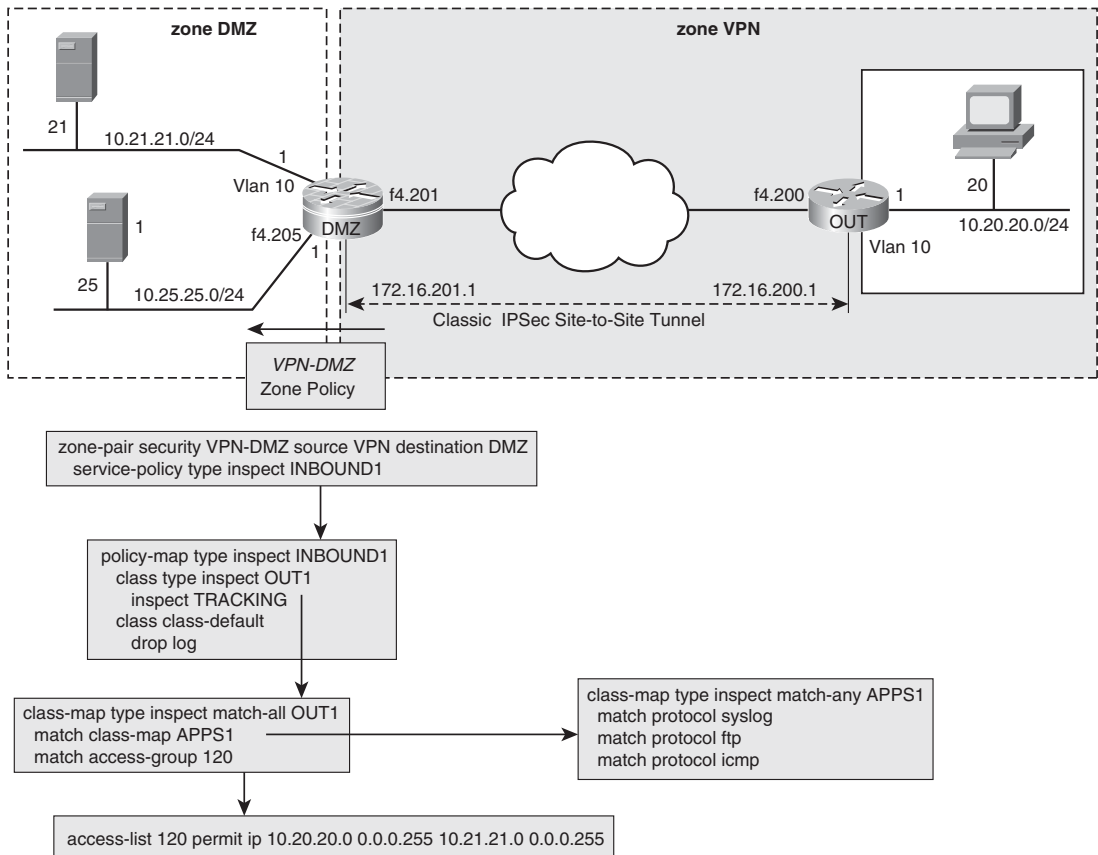 zone DMZ
zone VPN
21
10.21.21.0/24
1
Vlan 10
f4.201
DMZ
f4.205
1
1
25
10.25.25.0/24
f4.200
OUT
1
20
10.20.20.0/24
Vlan 10
172.16.201.1
172.16.200.1
Classic IPSec Site-to-Site Tunnel
VPN-DMZ
Zone Policy
zone-pair security VPN-DMZ source VPN destination DMZ
service-policy type inspect INBOUND1
policy-map type inspect INBOUND1
class type inspect OUT1
inspect TRACKING
class class-default
drop log
class-map type inspect match-all OUT1
match class-map APPS1
match access-group 120
class-map type inspect match-any APPS1
match protocol syslog
match protocol ftp
match protocol icmp
access-list 120 permit ip 10.20.20.0 0.0.0.255 10.21.21.0 0.0.0.255